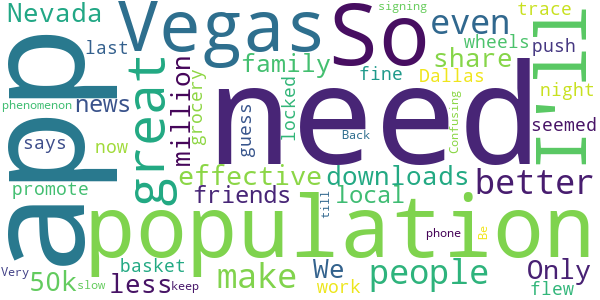 Nevada
Vegas
So
even
signing
trace
app
last
news
great
million
family
share
wheels
push
I'll
phenomenon
grocery
locked
fine
Dallas
night
says
now
guess
need
Back
Confusing
seemed
promote
effective
downloads
better
friends
till
local
population
phone
Be
Very
50k
slow
basket
less
keep
make
We
work
people
Only
flew